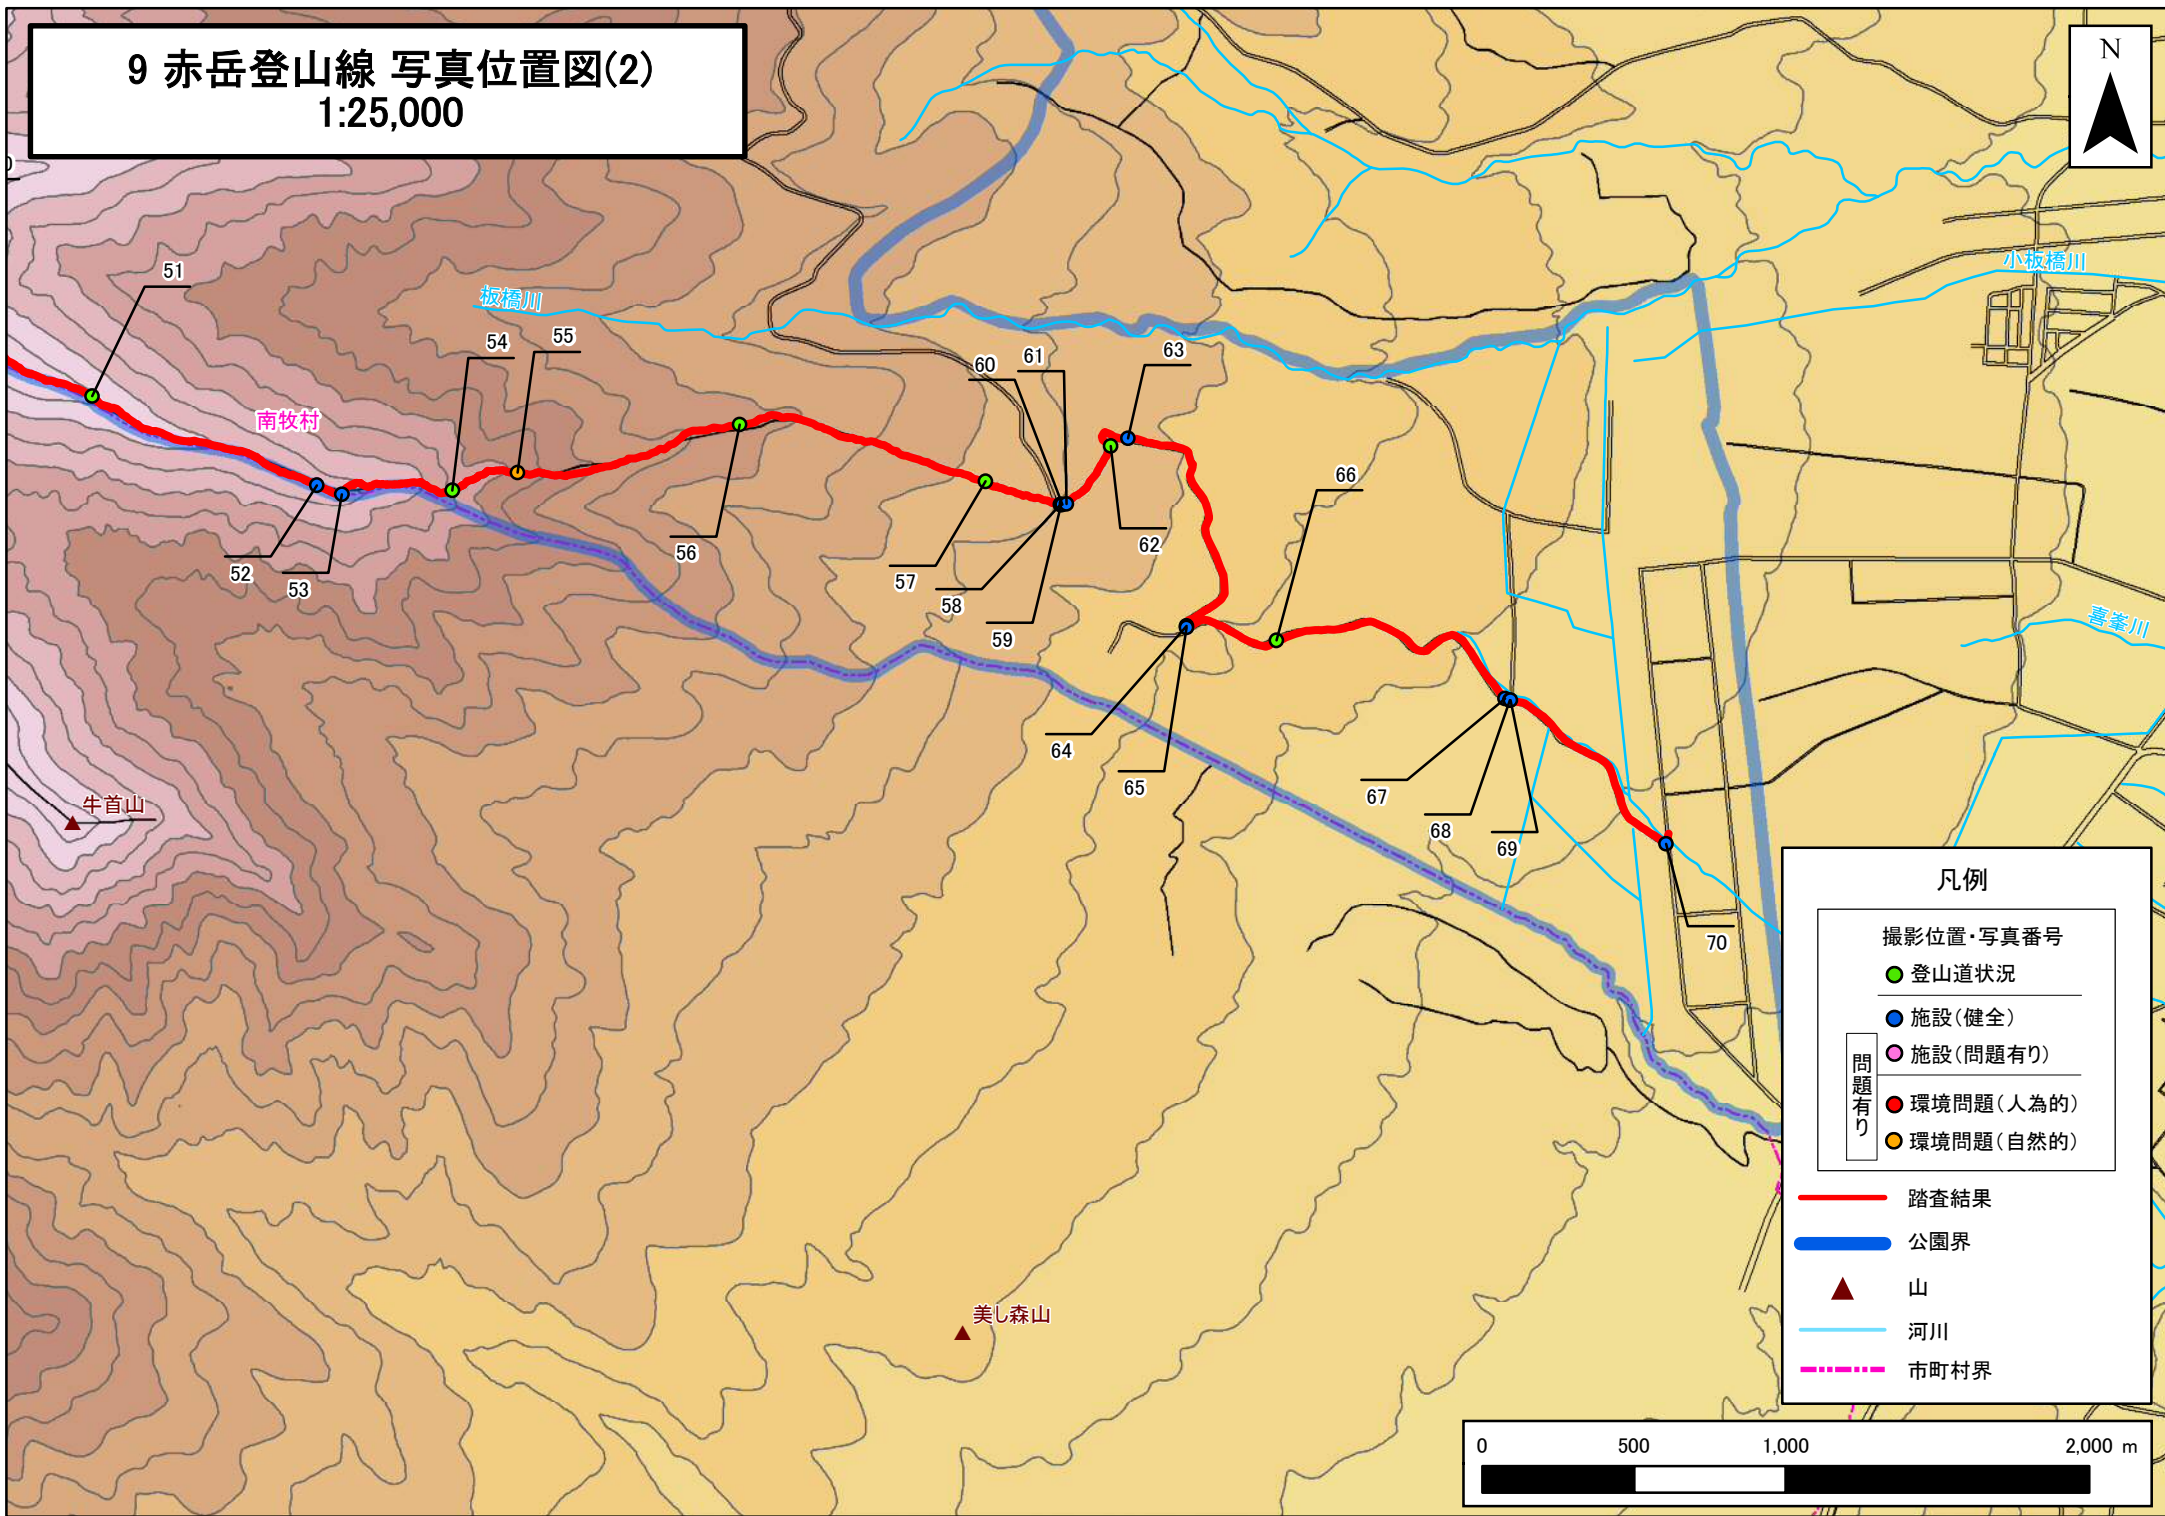 9 赤岳登山線 写真位置図(2)
1:25,000
N
0
51
板橋川
小板橋川
54
55
60
61
63
南牧村
66
56
62
52
53
57
58
59
喜峯川
64
65
67
68
69
牛首山
70
美し森山
凡例
撮影位置・写真番号
登山道状況
施設(健全)
施設(問題有り)
問題有り
環境問題(人為的)
環境問題(自然的)
踏査結果
公園界
山
河川
市町村界
0 500 1,000 2,000 m